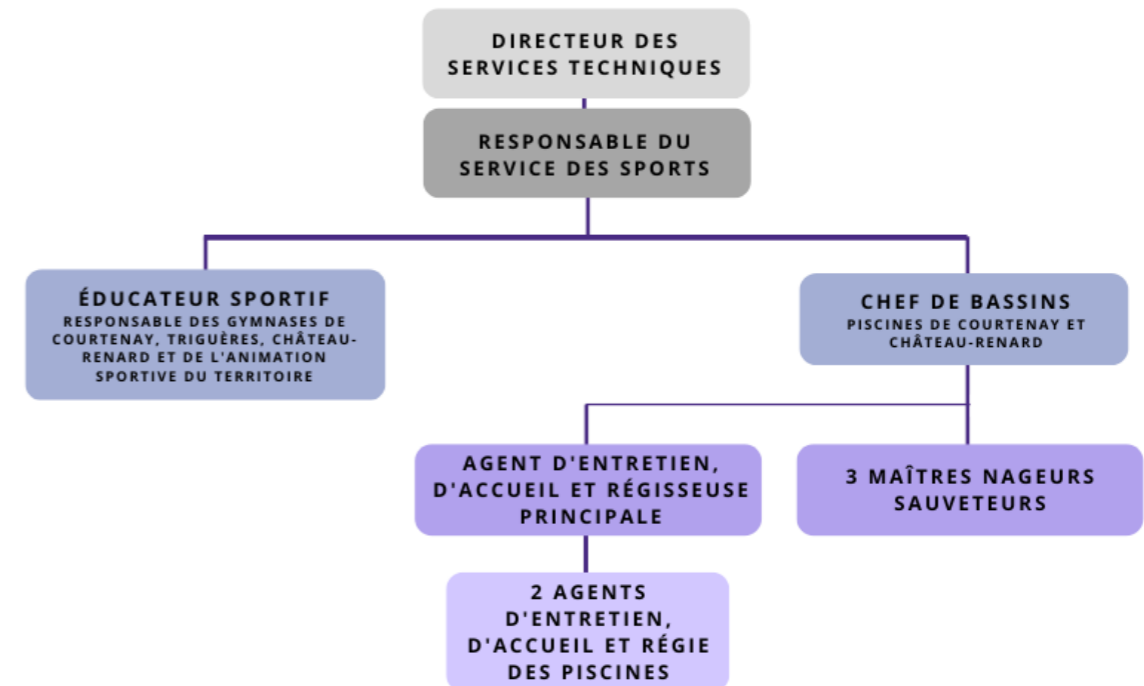 DIRECTEUR DES
SERVICES TECHNIQUES
RESPONSABLE DU
SERVICE DES SPORTS
ÉDUCATEUR SPORTIF
RESPONSABLE DES GYMNASES DE
COURTENAY, TRIGUÈRES, CHÂTEAU-
RENARD ET DE L'ANIMATION
SPORTIVE DU TERRITOIRE
CHEF DE BASSINS
PISCINES DE COURTENAY ET
CHÂTEAU-RENARD
AGENT D'ENTRETIEN,
D'ACCUEIL ET RÉGISSEUSE
PRINCIPALE
3 MAÎTRES NAGEURS
SAUVETEURS
2 AGENTS
D'ENTRETIEN,
D'ACCUEIL ET RÉGIE
DES PISCINES